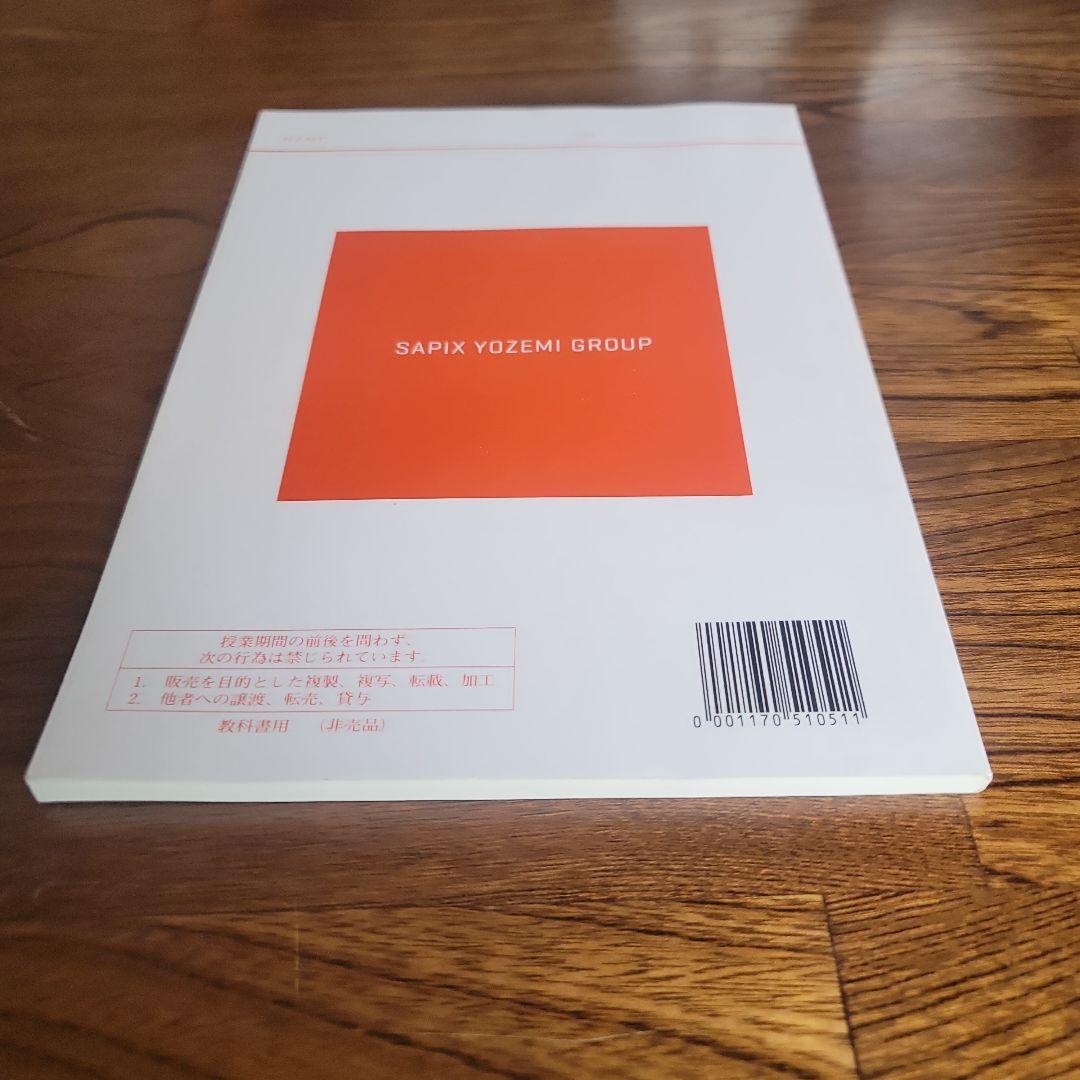 SAPIX YOZEMI GROUP
授業期間の前後を問わず、
次の行為は禁じられています。
1. 販売を目的とした複製、複写、転載、加工
2. 他者への譲渡、転売、貸与
教科書用 （非売品）
0 001170 510511